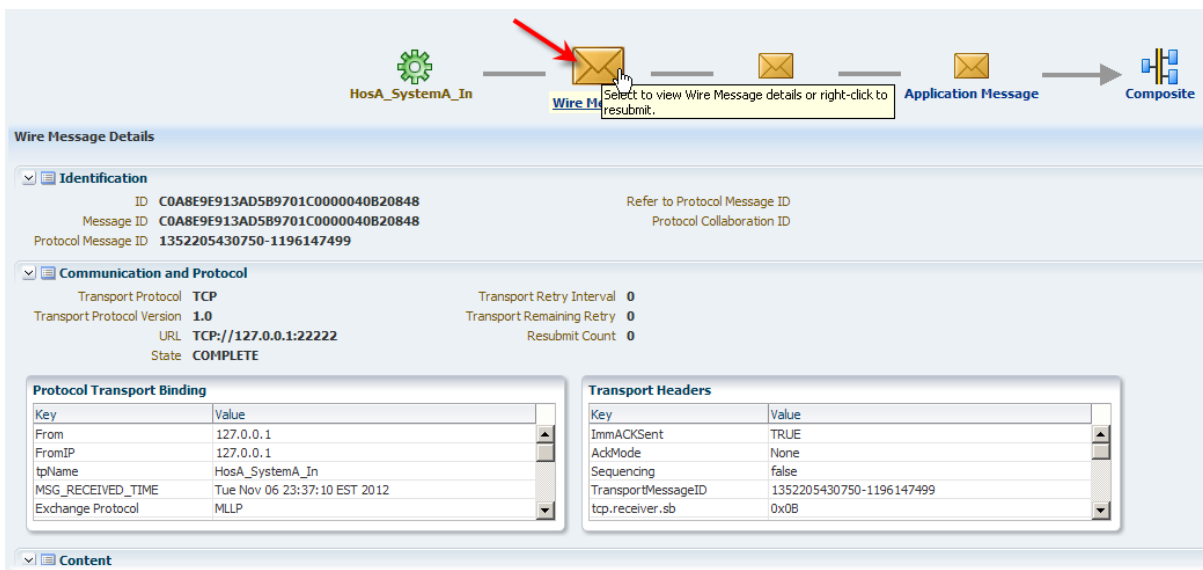 HosA_SystemA_In
Wire Me
Select to view Wire Message details or right-click to
resubmit.
Application Message
Composite
Wire Message Details
Identification
ID C0A8E9E913AD5B9701C0000040B20848
Refer to Protocol Message ID
Message ID C0A8E9E913AD5B9701C0000040B20848
Protocol Collaboration ID
Protocol Message ID 1352205430750-1196147499
Communication and Protocol
Transport Protocol TCP
Transport Retry Interval 0
Transport Protocol Version 1.0
Transport Remaining Retry 0
URL TCP://127.0.0.1:22222
Resubmit Count 0
State COMPLETE
Protocol Transport Binding
Key Value
From 127.0.0.1
FromIP 127.0.0.1
tpName HosA_SystemA_In
MSG_RECEIVED_TIME Tue Nov 06 23:37:10 EST 2012
Exchange Protocol MLLP
Transport Headers
Key Value
ImmACKSent TRUE
AckMode None
Sequencing false
TransportMessageID 1352205430750-1196147499
tcp.receiver.sb 0x0B
Content